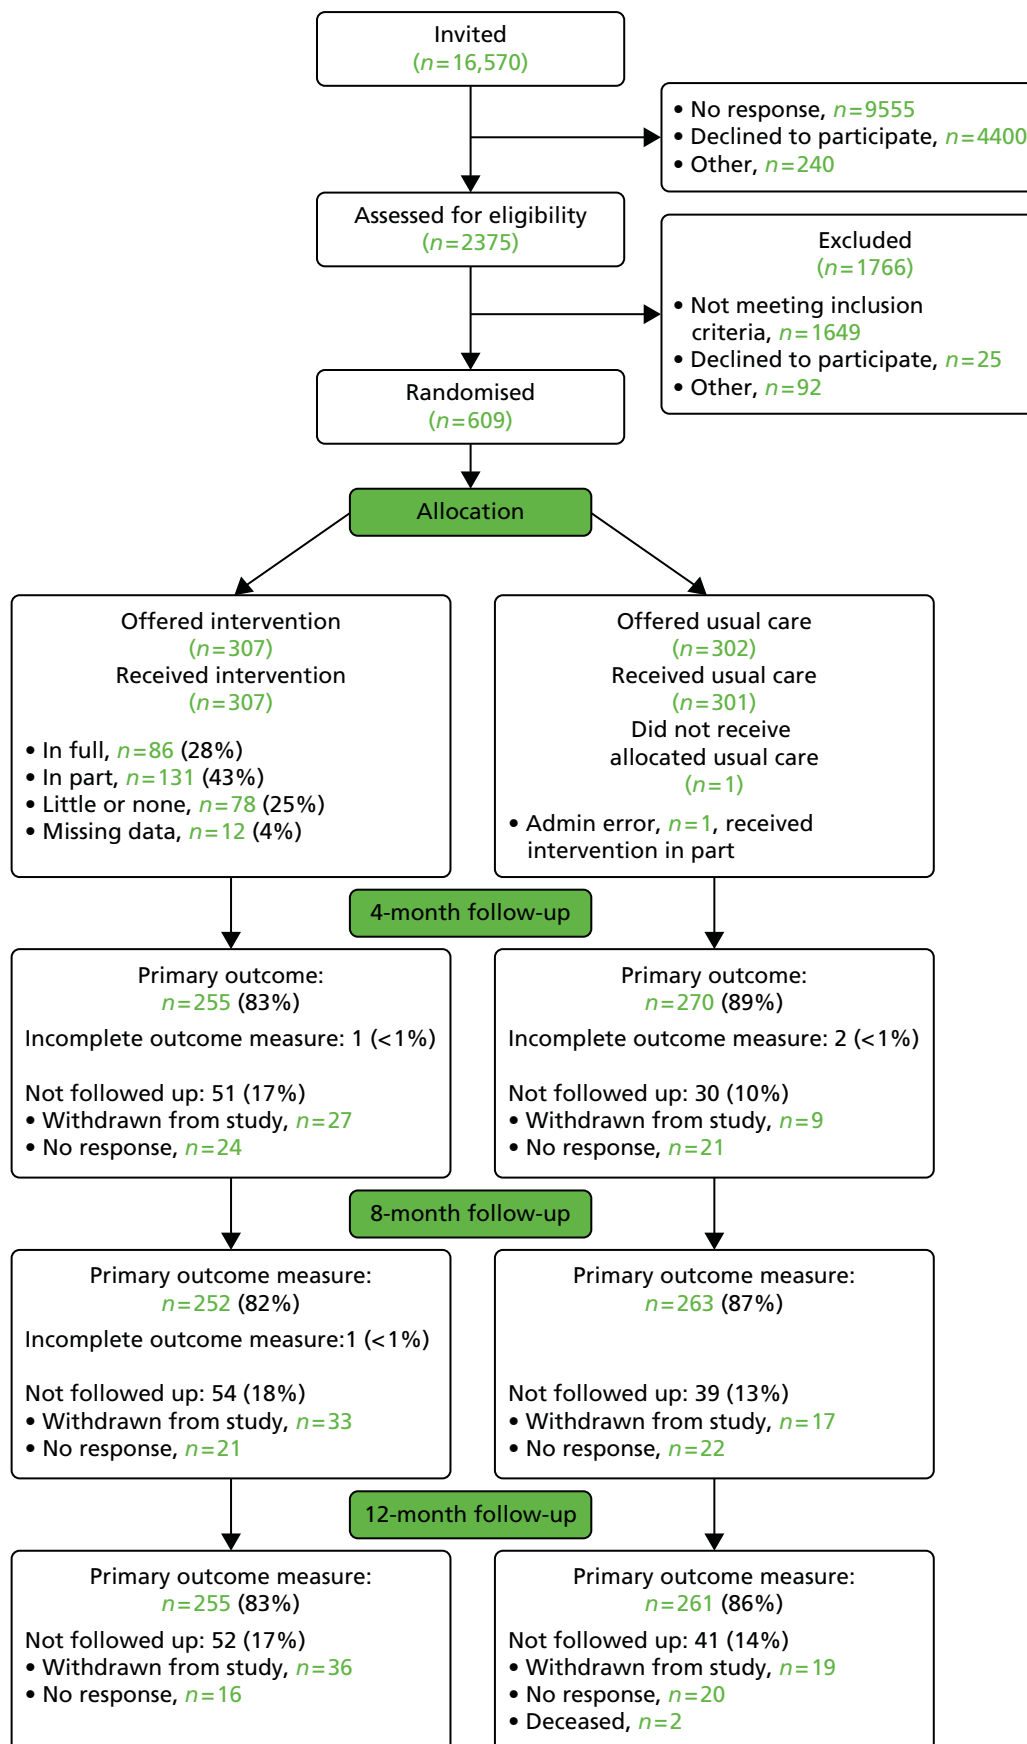 Invited
(n=16,570)
• No response, n=9555
• Declined to participate, n=4400
• Other, n=240
Assessed for eligibility
(n=2375)
Excluded
(n=1766)
• Not meeting inclusion
criteria, n=1649
• Declined to participate, n=25
• Other, n=92
Randomised
(n=609)
Allocation
Offered intervention
(n=307)
Received intervention
(n=307)
• In full, n=86 (28%)
• In part, n=131 (43%)
• Little or none, n=78 (25%)
• Missing data, n=12 (4%)
Offered usual care
(n=302)
Received usual care
(n=301)
Did not receive
allocated usual care
(n=1)
• Admin error, n=1, received
intervention in part
4-month follow-up
Primary outcome:
n=255 (83%)
Incomplete outcome measure: 1 (<1%)
Not followed up: 51 (17%)
• Withdrawn from study, n=27
• No response, n=24
Primary outcome:
n=270 (89%)
Incomplete outcome measure: 2 (<1%)
Not followed up: 30 (10%)
• Withdrawn from study, n=9
• No response, n=21
8-month follow-up
Primary outcome measure:
n=252 (82%)
Incomplete outcome measure:1 (<1%)
Not followed up: 54 (18%)
• Withdrawn from study, n=33
• No response, n=21
Primary outcome measure:
n=263 (87%)
Not followed up: 39 (13%)
• Withdrawn from study, n=17
• No response, n=22
12-month follow-up
Primary outcome measure:
n=255 (83%)
Not followed up: 52 (17%)
• Withdrawn from study, n=36
• No response, n=16
Primary outcome measure:
n=261 (86%)
Not followed up: 41 (14%)
• Withdrawn from study, n=19
• No response, n=20
• Deceased, n=2